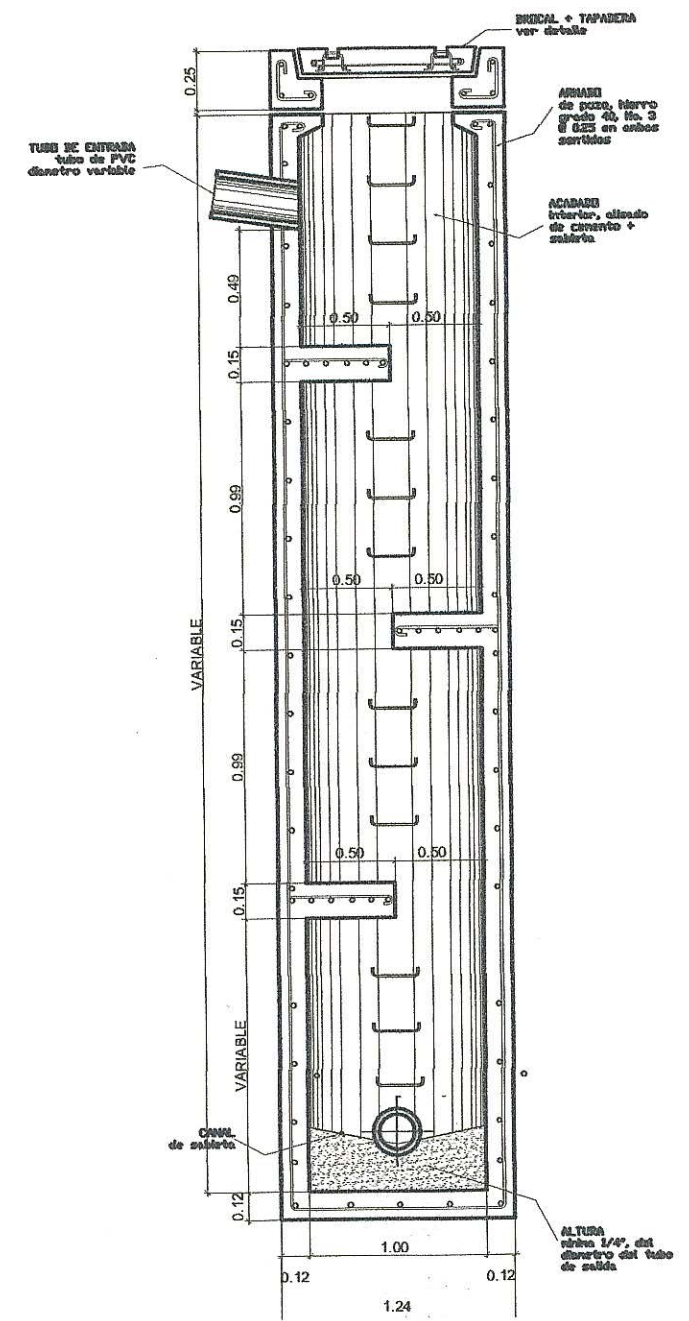 BROCAL + TAPADERA
ver detalle
0.25
ARMADO
de pozo, hierro
grado 40, No. 3
@ 0.25 en ambos
sentidos
TUBO DE ENTRADA
tubo de PVC
diametro variable
ACABADO
interior, alisado
de cemento +
sabieta
0.49
0.50
0.50
0.15
0.99
0.50
0.50
0.15
VARIABLE
0.99
0.50
0.50
0.15
VARIABLE
CANAL
de sabieta
0.12
ALTURA
minima 1/4", del
diametro del tubo
de salida
1.00
0.12
0.12
1.24